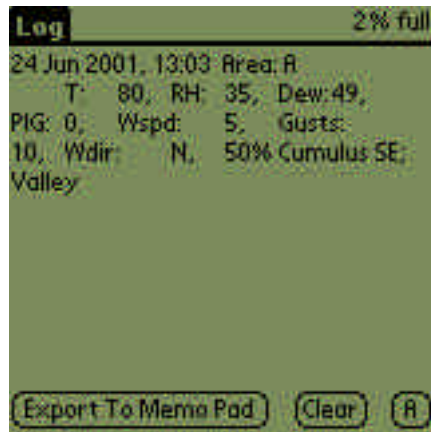 Log 2% full
24 Jun 2001, 13:03 Area: A
T: 80, RH: 35, Dew: 49,
PIG: 0, Wspd: 5, Gusts:
10, Wdir: N, 50% Cumulus SE;
Valley
Export To Memo Pad Clear A